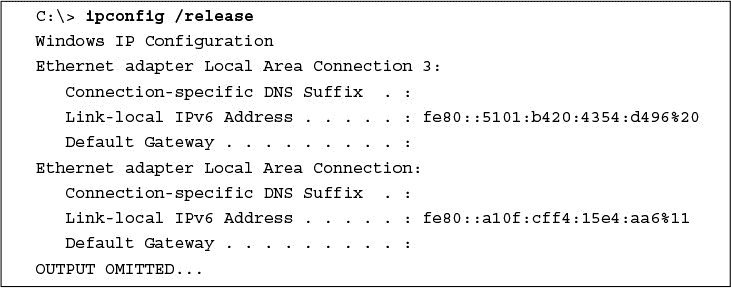 C:\> ipconfig /release
Windows IP Configuration
Ethernet adapter Local Area Connection 3:
   Connection-specific DNS Suffix  . :
   Link-local IPv6 Address . . . . . : fe80::5101:b420:4354:d496%20
   Default Gateway . . . . . . . . . :
Ethernet adapter Local Area Connection:
   Connection-specific DNS Suffix  . :
   Link-local IPv6 Address . . . . . : fe80::a10f:cff4:15e4:aa6%11
   Default Gateway . . . . . . . . . :
OUTPUT OMITTED...